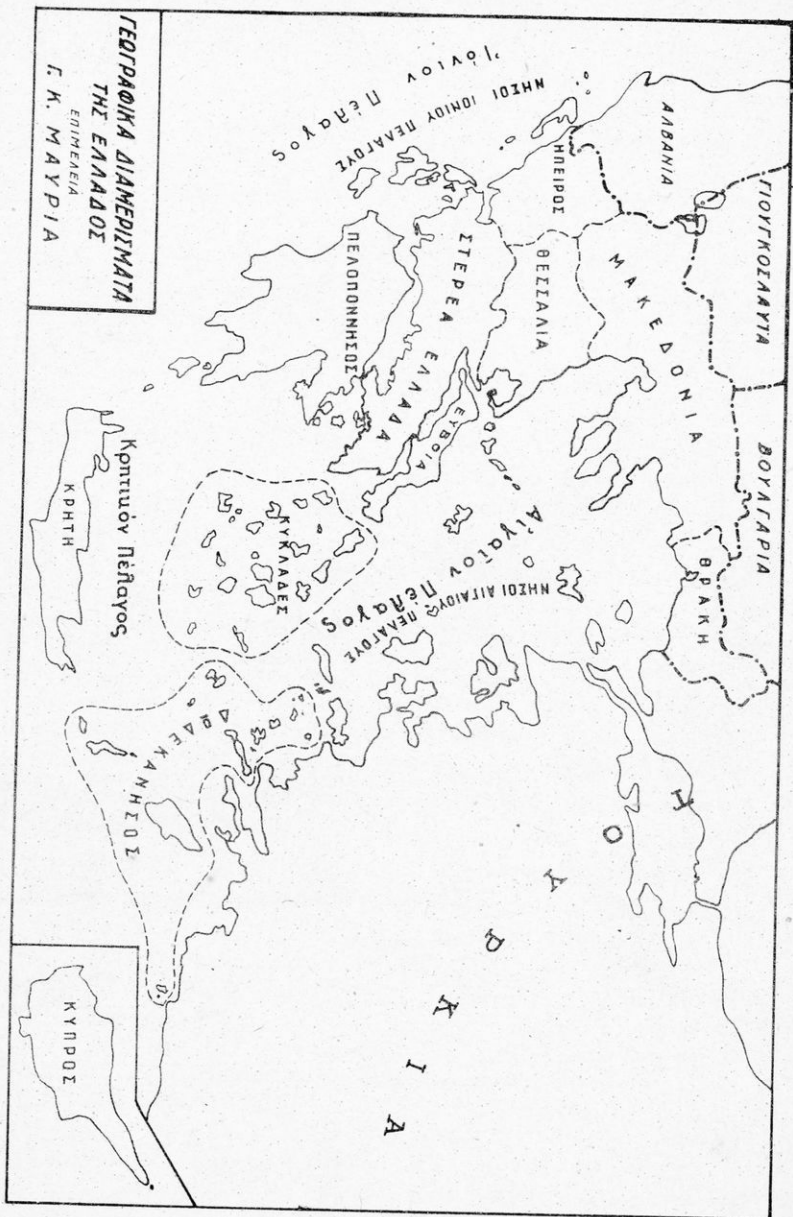 ΓΕΩΓΡΑΦΙΚΑ ΔΙΑΜΕΡΙΣΜΑΤΑ
ΤΗΣ ΕΛΛΑΔΟΣ
ΕΠΙΜΕΛΕΙΑ
Γ. Κ. ΜΑΥΡΙΑ
ΓΙΟΥΓΚΟΣΛΑΥΪΑ
ΒΟΥΛΓΑΡΙΑ
ΑΛΒΑΝΙΑ
ΜΑΚΕΔΟΝΙΑ
ΘΡΑΚΗ
ΗΠΕΙΡΟΣ
ΘΕΣΣΑΛΙΑ
ΝΗΣΟΙ ΙΟΝΙΟΥ ΠΕΛΑΓΟΥΣ
Ἰόνιον Πέλαγος
ΣΤΕΡΕΑ ΕΛΛΑΔΑ
ΕΥΒΟΙΑ
Αἰγαῖον Πέλαγος
ΝΗΣΟΙ ΑΙΓΑΙΟΥ ΠΕΛΑΓΟΥΣ
ΤΟΥΡΚΙΑ
ΠΕΛΟΠΟΝΝΗΣΟΣ
ΚΥΚΛΑΔΕΣ
ΔΩΔΕΚΑΝΗΣΟΣ
Κρητικόν Πέλαγος
ΚΡΗΤΗ
ΚΥΠΡΟΣ